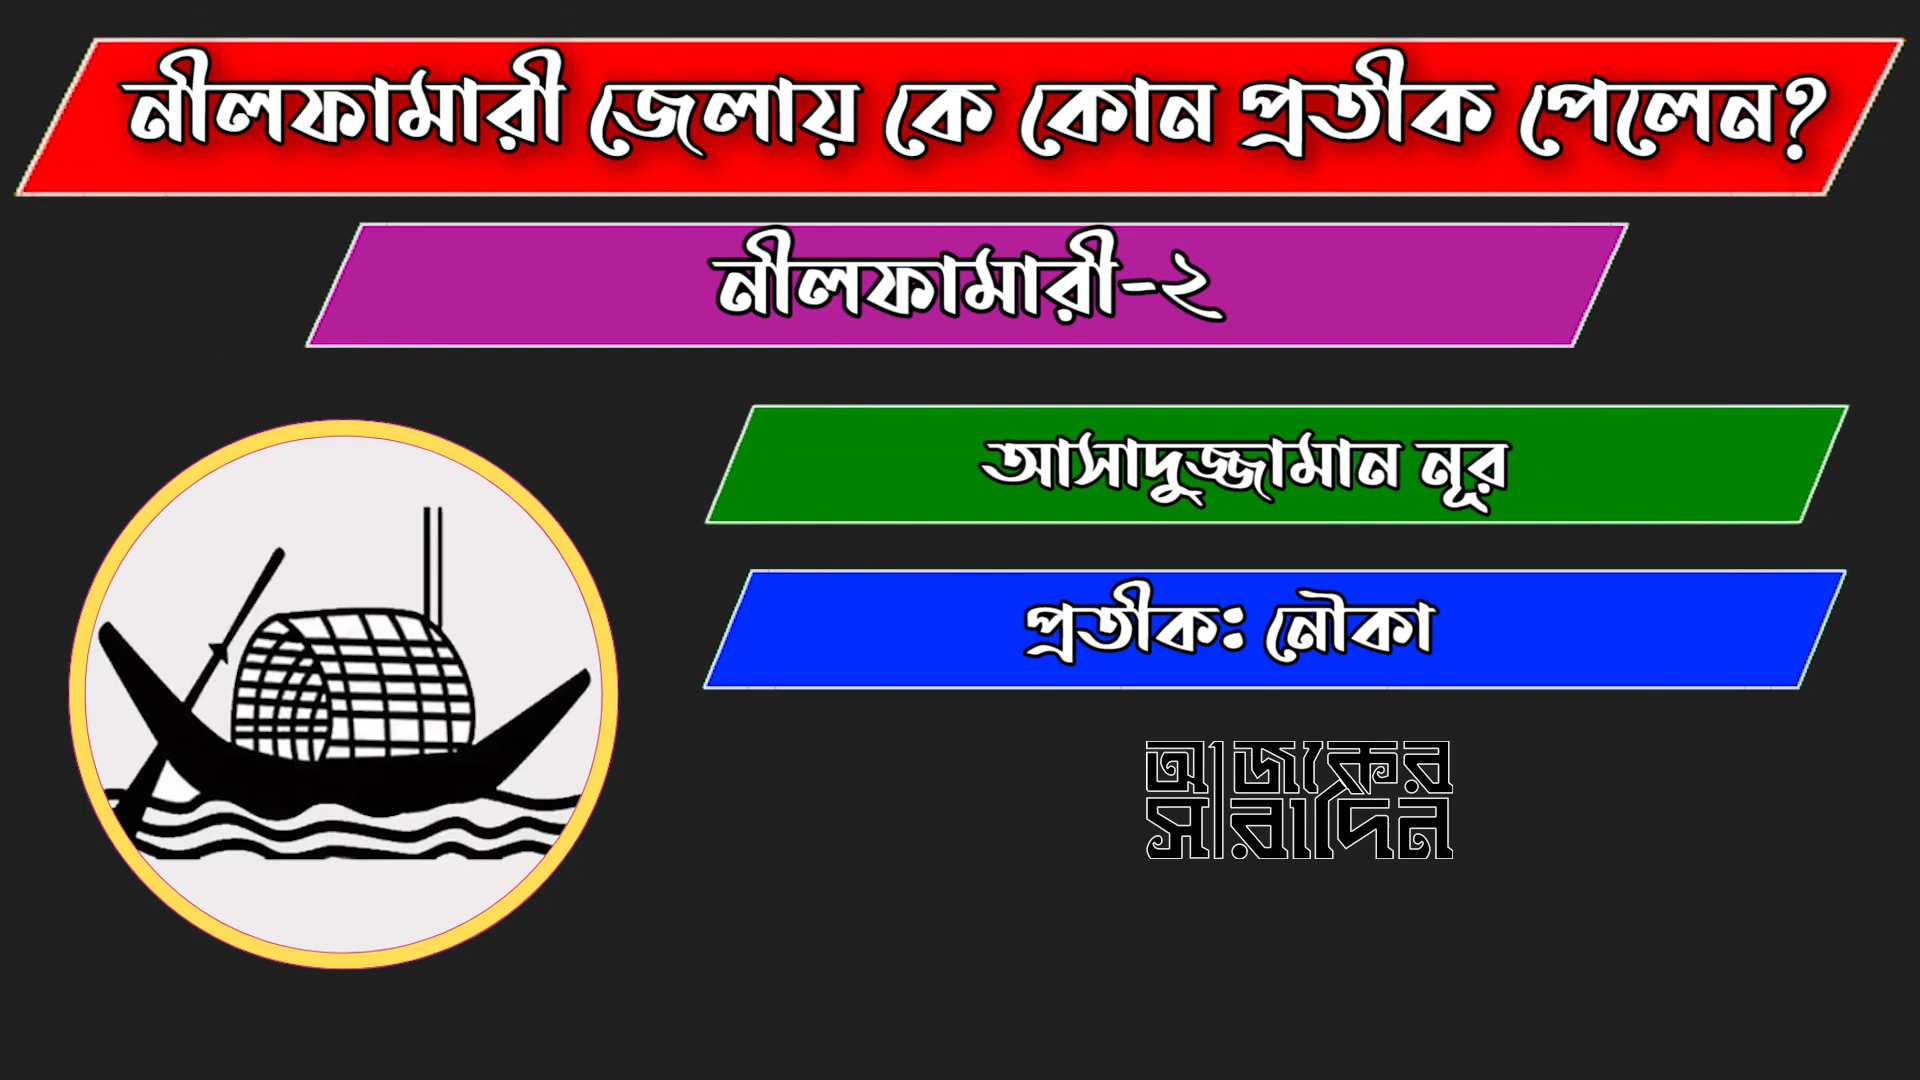 নীলফামারী জেলায় কে কোন প্রতীক পেলেন?
নীলফামারী-২
আসাদুজ্জামান নূর
প্রতীক: নৌকা
আজকের
সারাদিন